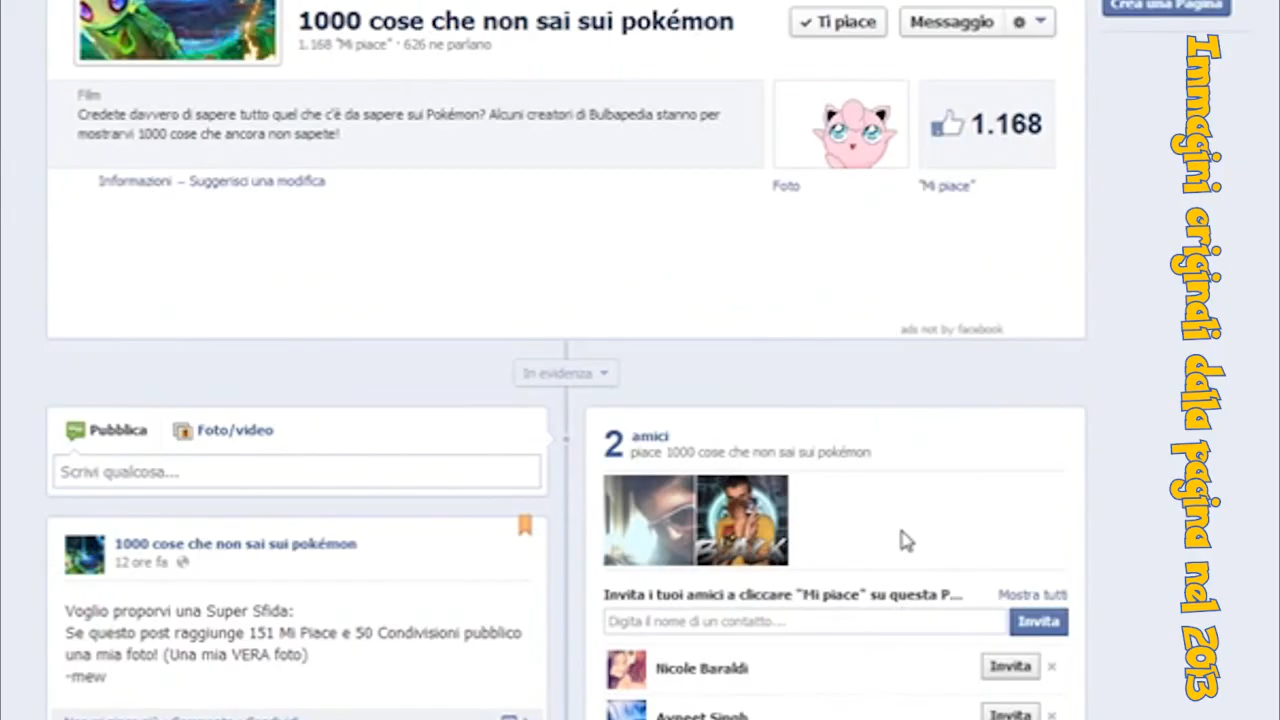 Crea una Pagina
1000 cose che non sai sui pokémon
1.168 "Mi piace" · 626 ne parlano
✓ Ti piace
Messaggio
Film
Credete davvero di sapere tutto quel che c'è da sapere sui Pokémon? Alcuni creatori di Bulbapedia stanno per
mostrarvi 1000 cose che ancora non sapete!
Informazioni – Suggerisci una modifica
1.168
Foto
"Mi piace"
ads not by facebook
In evidenza
Pubblica
Foto/video
Scrivi qualcosa...
1000 cose che non sai sui pokémon
12 ore fa
Voglio proporvi una Super Sfida:
Se questo post raggiunge 151 Mi Piace e 50 Condivisioni pubblico
una mia foto! (Una mia VERA foto)
-mew
2 amici
piace 1000 cose che non sai sui pokémon
Invita i tuoi amici a cliccare "Mi piace" su questa P...
Mostra tutti
Digita il nome di un contatto...
Invita
Nicole Baraldi
Invita
Avneet Singh
Invita
Immagini originali dalla pagina nel 2013